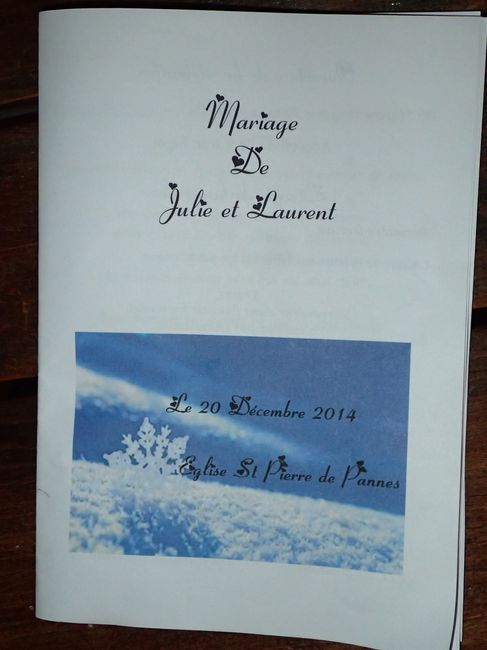 Mariage
De
Julie et Laurent
Le 20 Décembre 2014
Eglise St Pierre de Pannes